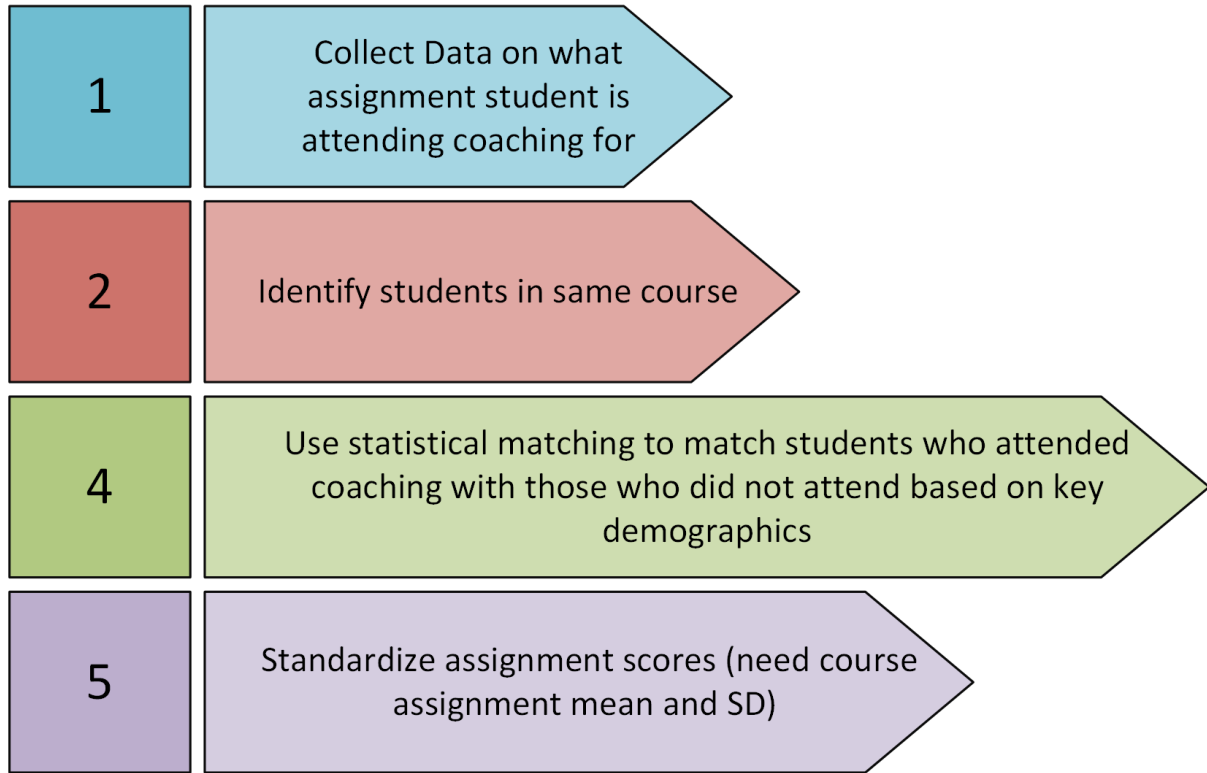 1
Collect Data on what
assignment student is
attending coaching for
2
Identify students in same course
4
Use statistical matching to match students who attended
coaching with those who did not attend based on key
demographics
5
Standardize assignment scores (need course
assignment mean and SD)